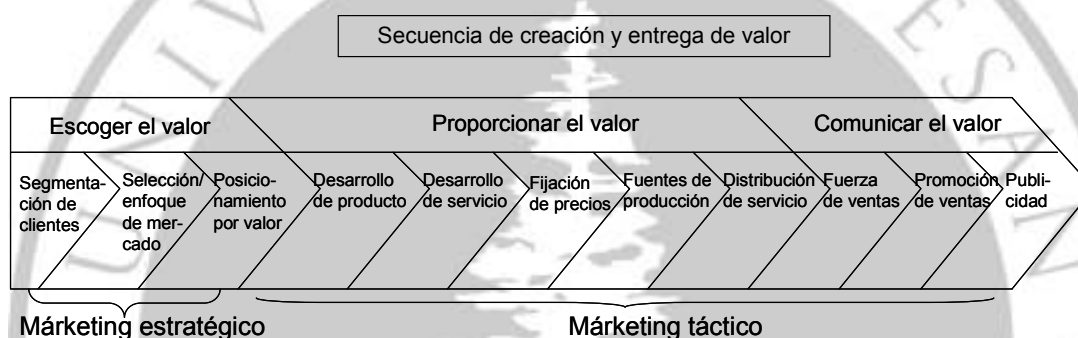 UNIV ESAN
Secuencia de creación y entrega de valor
Escoger el valor
Proporcionar el valor
Comunicar el valor
Segmenta-
ción de
clientes
Selección/
enfoque
de mer-
cado
Posicio-
namiento
por valor
Desarrollo
de producto
Desarrollo
de servicio
Fijación
de precios
Fuentes de
producción
Distribución
de servicio
Fuerza
de ventas
Promoción
de ventas
Publi-
cidad
Márketing estratégico
Márketing táctico